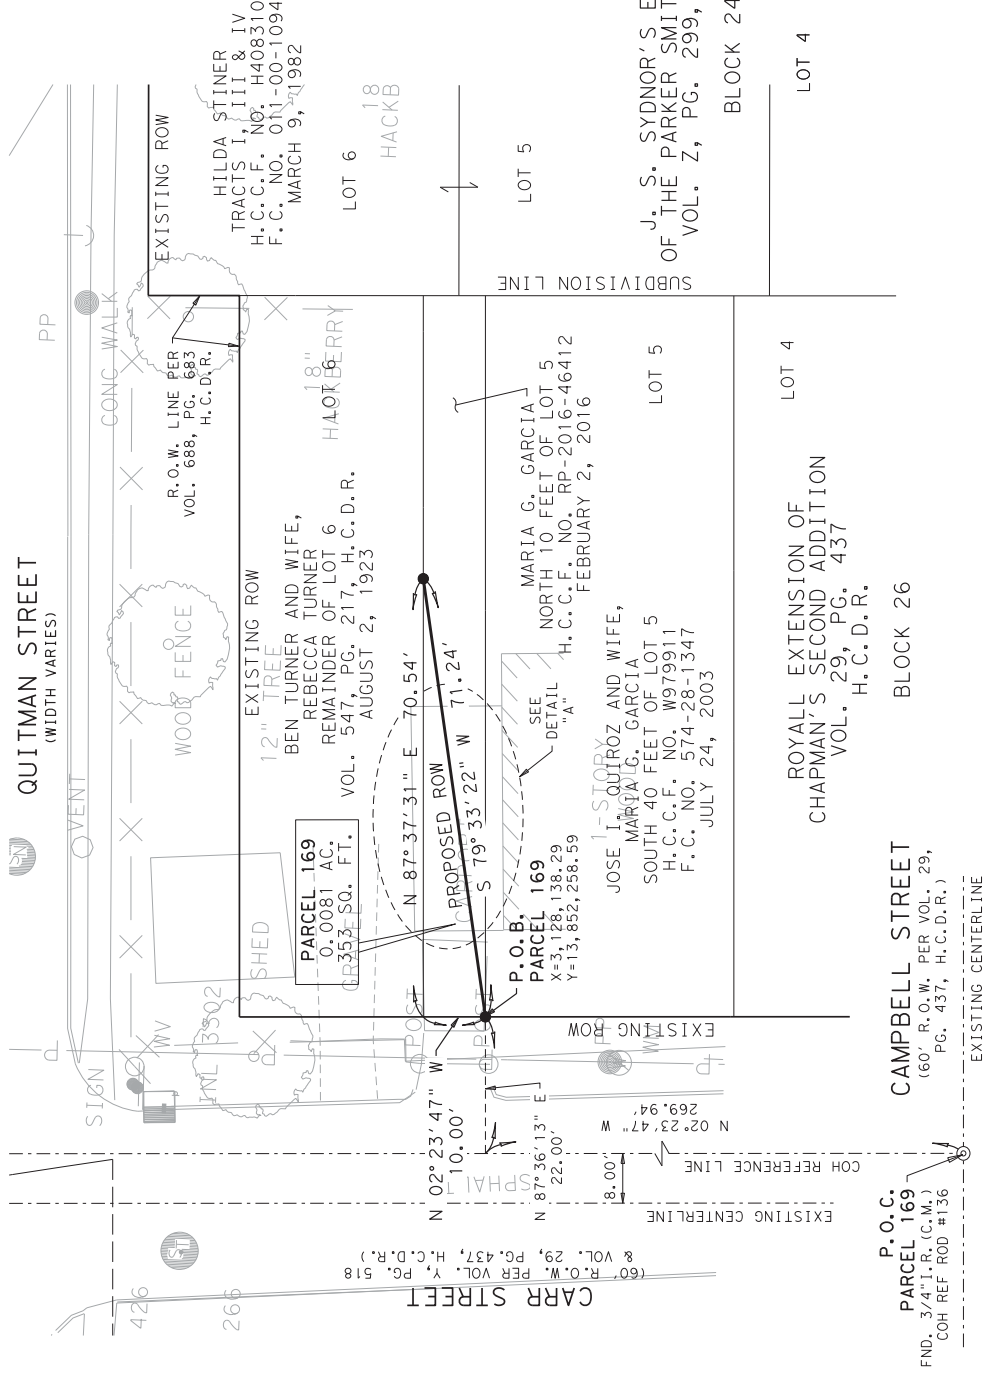 QUITMAN STREET
(WIDTH VARIES)
PP
CONC WALK
VENT
SIGN
R.O.W. LINE PER
VOL. 688, PG. 683
H.C.D.R.
EXISTING ROW
HILDA STINER
TRACTS I, III & IV
H.C.C.F. NO. H408310
F.C. NO. 011-00-1094
MARCH 9, 1982
LOT 6
18
HACKB
LOT 5
J. S. SYDNOR'S E
OF THE PARKER SMIT
VOL. Z, PG. 299,
BLOCK 24
LOT 4
SUBDIVISION LINE
WOOD FENCE
12" TREE
18"
HACKBERRY
LOT 6
EXISTING ROW
BEN TURNER AND WIFE,
REBECCA TURNER
REMAINDER OF LOT 6
VOL. 547, PG. 217, H.C.D.R.
AUGUST 2, 1923
SHED
GRAVEL
PARCEL 169
0.0081 AC.
353 SQ. FT.
N 87°37'31" E 70.54'
PROPOSED ROW
S 79°33'22" W 71.24'
MARIA G. GARCIA
NORTH 10 FEET OF LOT 5
H.C.C.F. NO. RP-2016-46412
FEBRUARY 2, 2016
SEE
DETAIL
"A"
P.O.B.
PARCEL 169
X=3,128,138.29
Y=13,852,258.59
1-STORY
JOSE I. QUIROZ AND WIFE,
MARIA G. GARCIA
SOUTH 40 FEET OF LOT 5
H.C.C.F. NO. W979911
F.C. NO. 574-28-1347
JULY 24, 2003
LOT 5
LOT 4
ROYALL EXTENSION OF
CHAPMAN'S SECOND ADDITION
VOL. 29, PG. 437
H.C.D.R.
BLOCK 26
WV
INL 3502
POST
POST
PP
WM
EXISTING ROW
N 02°23'47" W
10.00'
N 87°36'13" E
22.00'
N 02°23'47" W
269.94'
8.00'
COH REFERENCE LINE
EXISTING CENTERLINE
SPHALT
CARR STREET
(60' R.O.W. PER VOL. Y, PG. 518
& VOL. 29, PG.437, H.C.D.R.)
426
266
CAMPBELL STREET
(60' R.O.W. PER VOL. 29,
PG. 437, H.C.D.R.)
EXISTING CENTERLINE
P.O.C.
PARCEL 169
FND. 3/4"I.R.(C.M.)
COH REF ROD #136